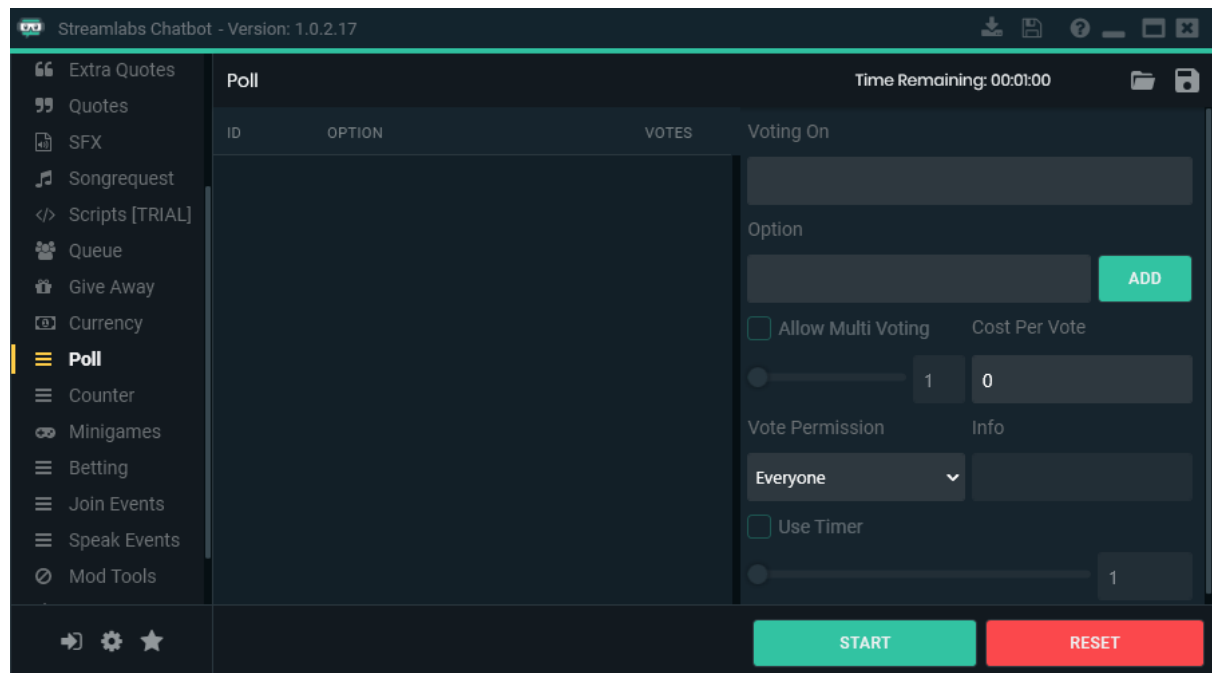 Streamlabs Chatbot - Version: 1.0.2.17
Extra Quotes
Quotes
SFX
Songrequest
Scripts [TRIAL]
Queue
Give Away
Currency
Poll
Counter
Minigames
Betting
Join Events
Speak Events
Mod Tools
Poll
Time Remaining: 00:01:00
ID OPTION VOTES
Voting On
Option
ADD
Allow Multi Voting Cost Per Vote
1 0
Vote Permission Info
Everyone
Use Timer
1
START RESET